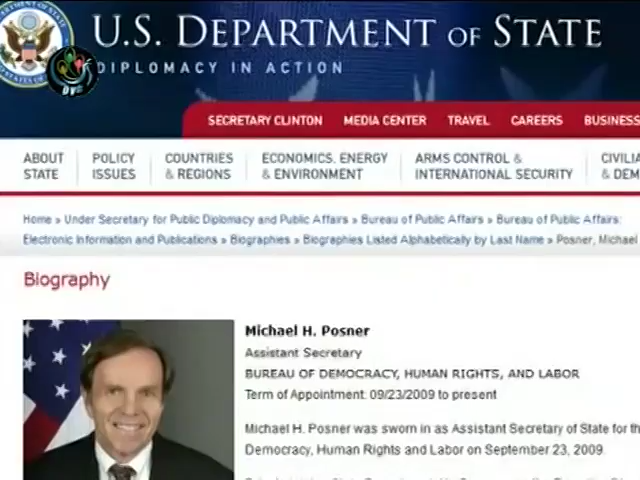 U.S. DEPARTMENT OF STATE
DIPLOMACY IN ACTION
SECRETARY CLINTON MEDIA CENTER TRAVEL CAREERS BUSINESS
ABOUT STATE
POLICY ISSUES
COUNTRIES & REGIONS
ECONOMICS, ENERGY & ENVIRONMENT
ARMS CONTROL & INTERNATIONAL SECURITY
CIVILIA
& DEM
Home » Under Secretary for Public Diplomacy and Public Affairs » Bureau of Public Affairs » Bureau of Public Affairs:
Electronic Information and Publications » Biographies » Biographies Listed Alphabetically by Last Name » Posner, Michael
Biography
Michael H. Posner
Assistant Secretary
BUREAU OF DEMOCRACY, HUMAN RIGHTS, AND LABOR
Term of Appointment: 09/23/2009 to present
Michael H. Posner was sworn in as Assistant Secretary of State for th
Democracy, Human Rights and Labor on September 23, 2009.